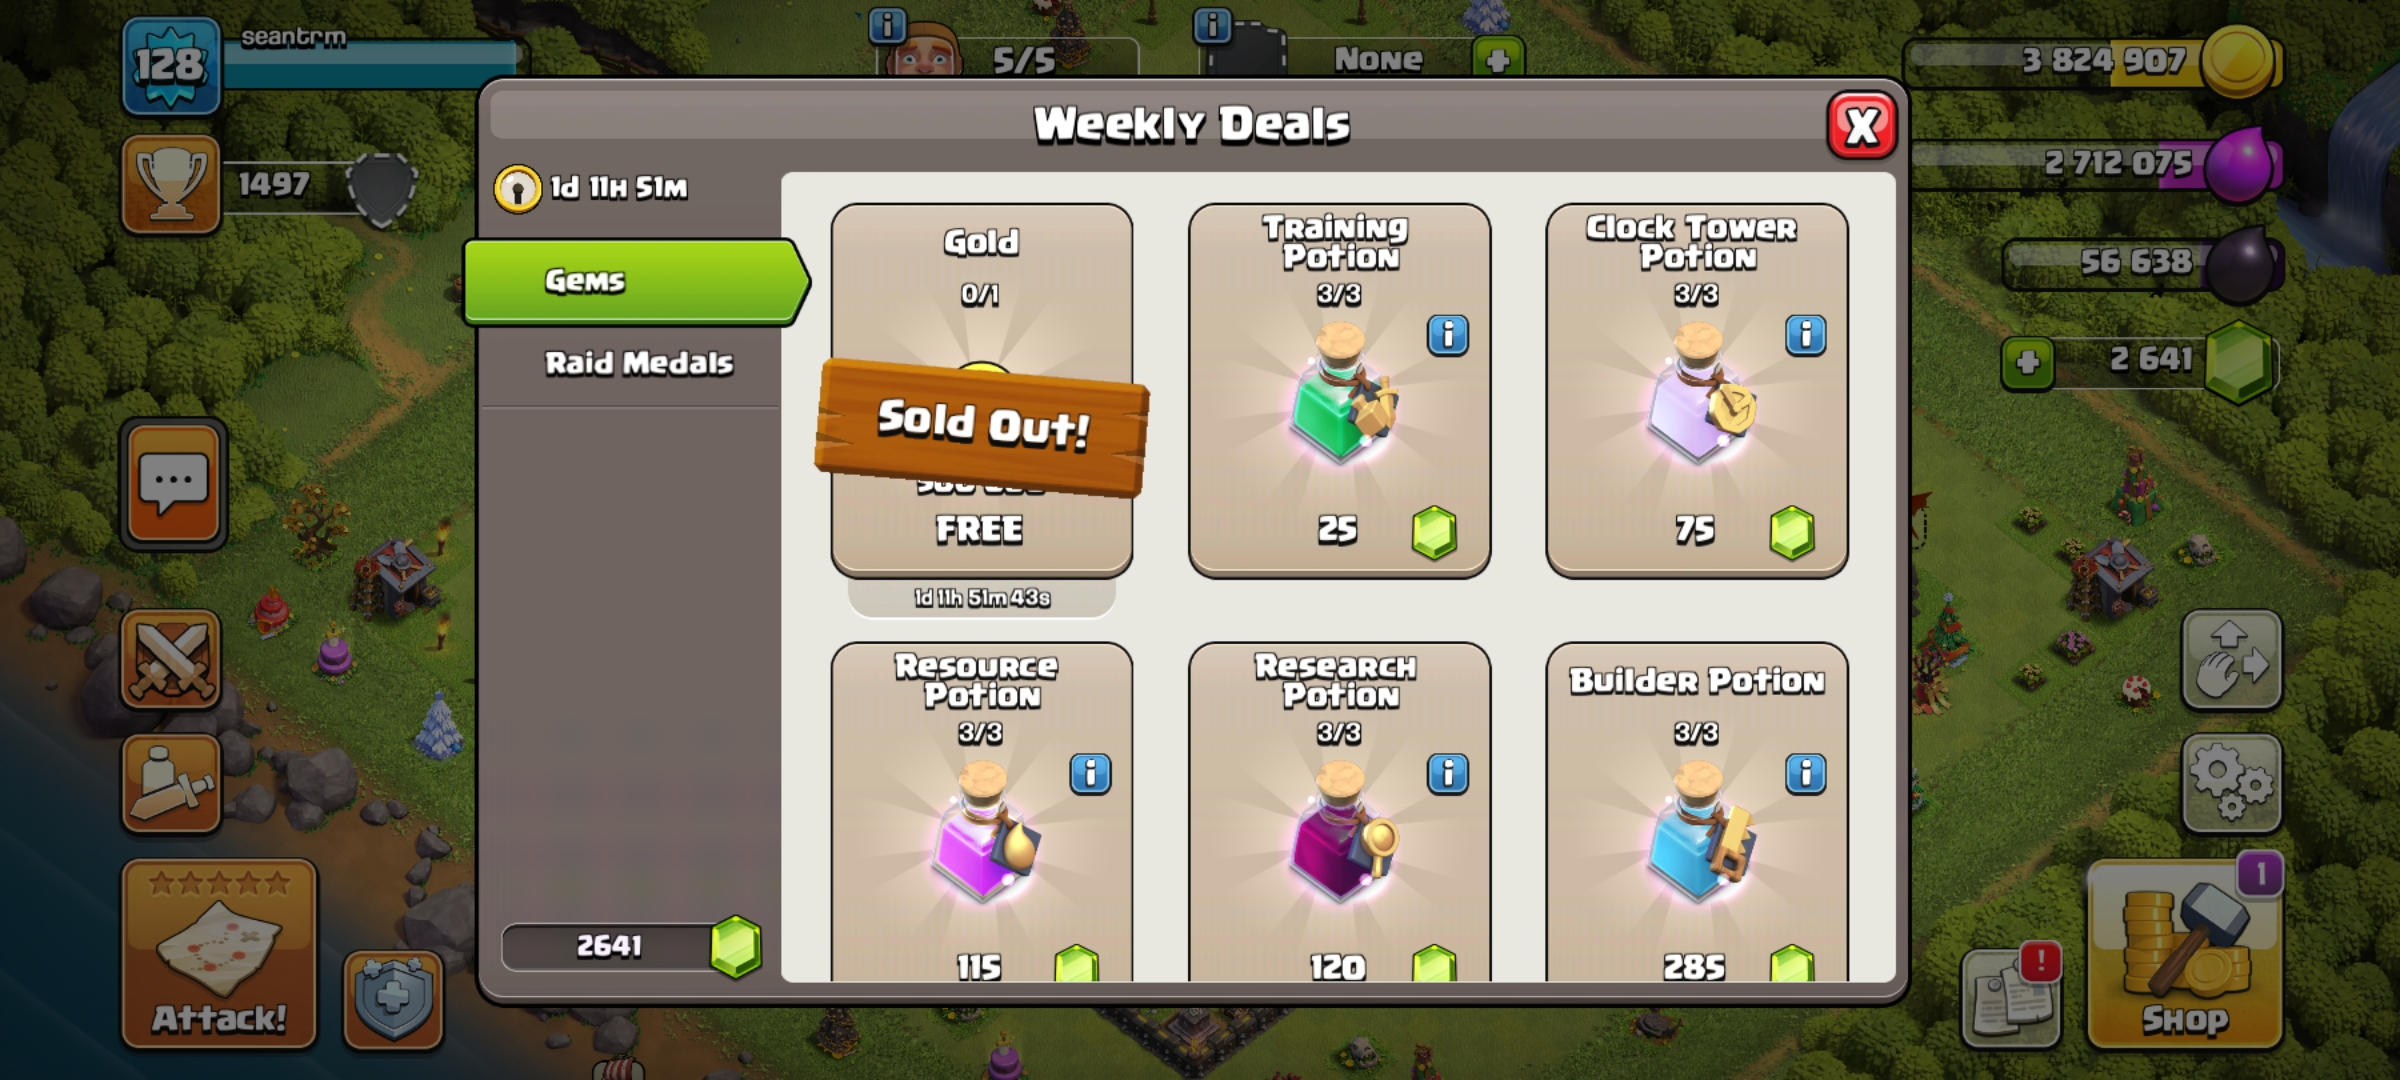 128
seantrm
5/5
None
3 824 907
Weekly Deals
X
1497
2 712 075
1d 11H 51M
56 638
2 641
Gems
Raid Medals
Gold
0/1
Sold Out!
FREE
1d 11h 51m 43s
Training
Potion
3/3
25
Clock Tower
Potion
3/3
75
Resource
Potion
3/3
115
Research
Potion
3/3
120
Builder Potion
3/3
285
2641
Attack!
1
!
Shop